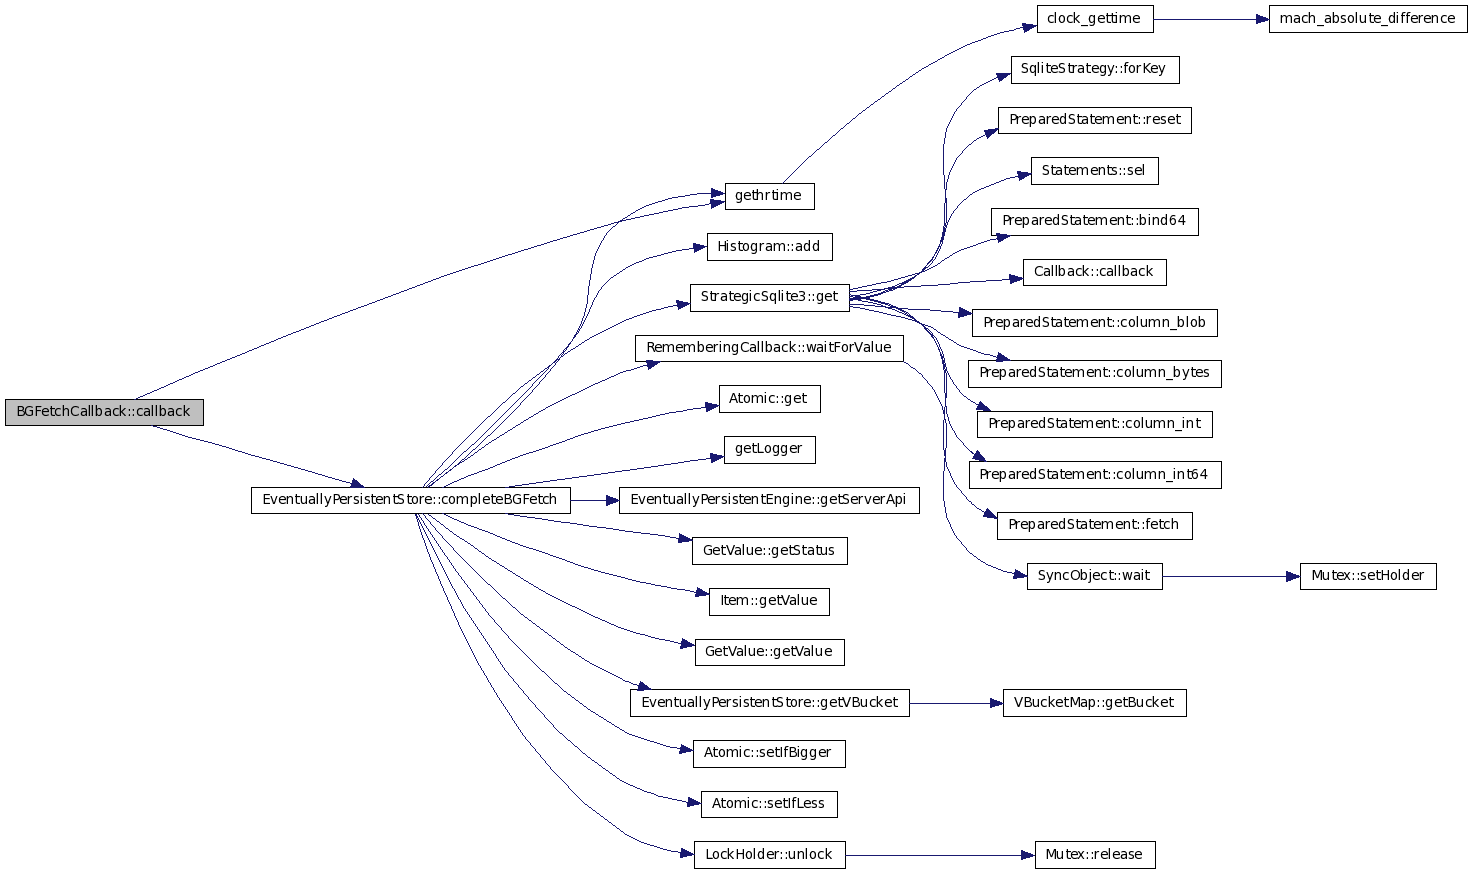 BGFetchCallback::callback
EventuallyPersistentStore::completeBGFetch
gethrtime
Histogram::add
StrategicSqlite3::get
RememberingCallback::waitForValue
Atomic::get
getLogger
EventuallyPersistentEngine::getServerApi
GetValue::getStatus
Item::getValue
GetValue::getValue
EventuallyPersistentStore::getVBucket
Atomic::setIfBigger
Atomic::setIfLess
LockHolder::unlock
clock_gettime
SqliteStrategy::forKey
PreparedStatement::reset
Statements::sel
PreparedStatement::bind64
Callback::callback
PreparedStatement::column_blob
PreparedStatement::column_bytes
PreparedStatement::column_int
PreparedStatement::column_int64
PreparedStatement::fetch
SyncObject::wait
VBucketMap::getBucket
Mutex::release
mach_absolute_difference
Mutex::setHolder